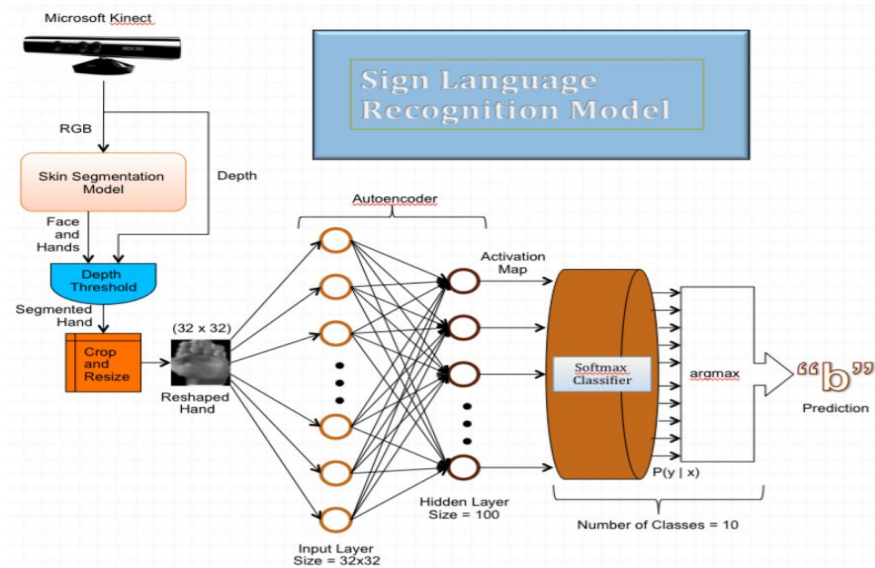 Microsoft Kinect
Sign Language
Recognition Model
RGB
Skin Segmentation
Model
Depth
Face
and
Hands
Depth
Threshold
Segmented
Hand
Crop
and
Resize
(32 x 32)
Reshaped
Hand
Autoencoder
Input Layer
Size = 32x32
Hidden Layer
Size = 100
Activation
Map
Softmax
Classifier
P(y | x)
argmax
Number of Classes = 10
“b”
Prediction